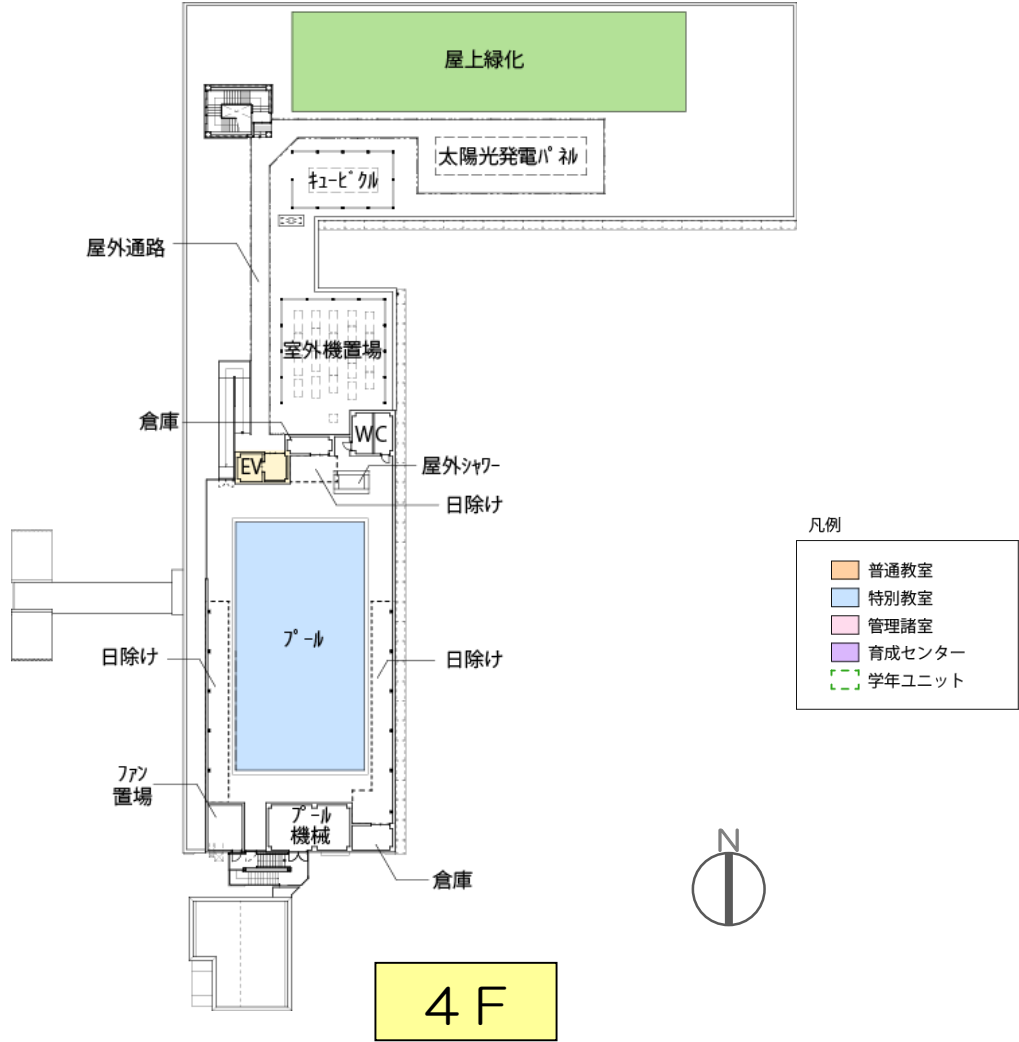 屋上緑化
太陽光発電ﾊﾟﾈﾙ
ｷｭｰﾋﾞｸﾙ
屋外通路
室外機置場
倉庫
WC
EV
屋外ｼｬﾜｰ
日除け
凡例
普通教室
特別教室
管理諸室
育成センター
学年ユニット
ﾌﾟｰﾙ
日除け
日除け
ﾌｧﾝ
置場
ﾌﾟｰﾙ
機械
倉庫
N
４Ｆ